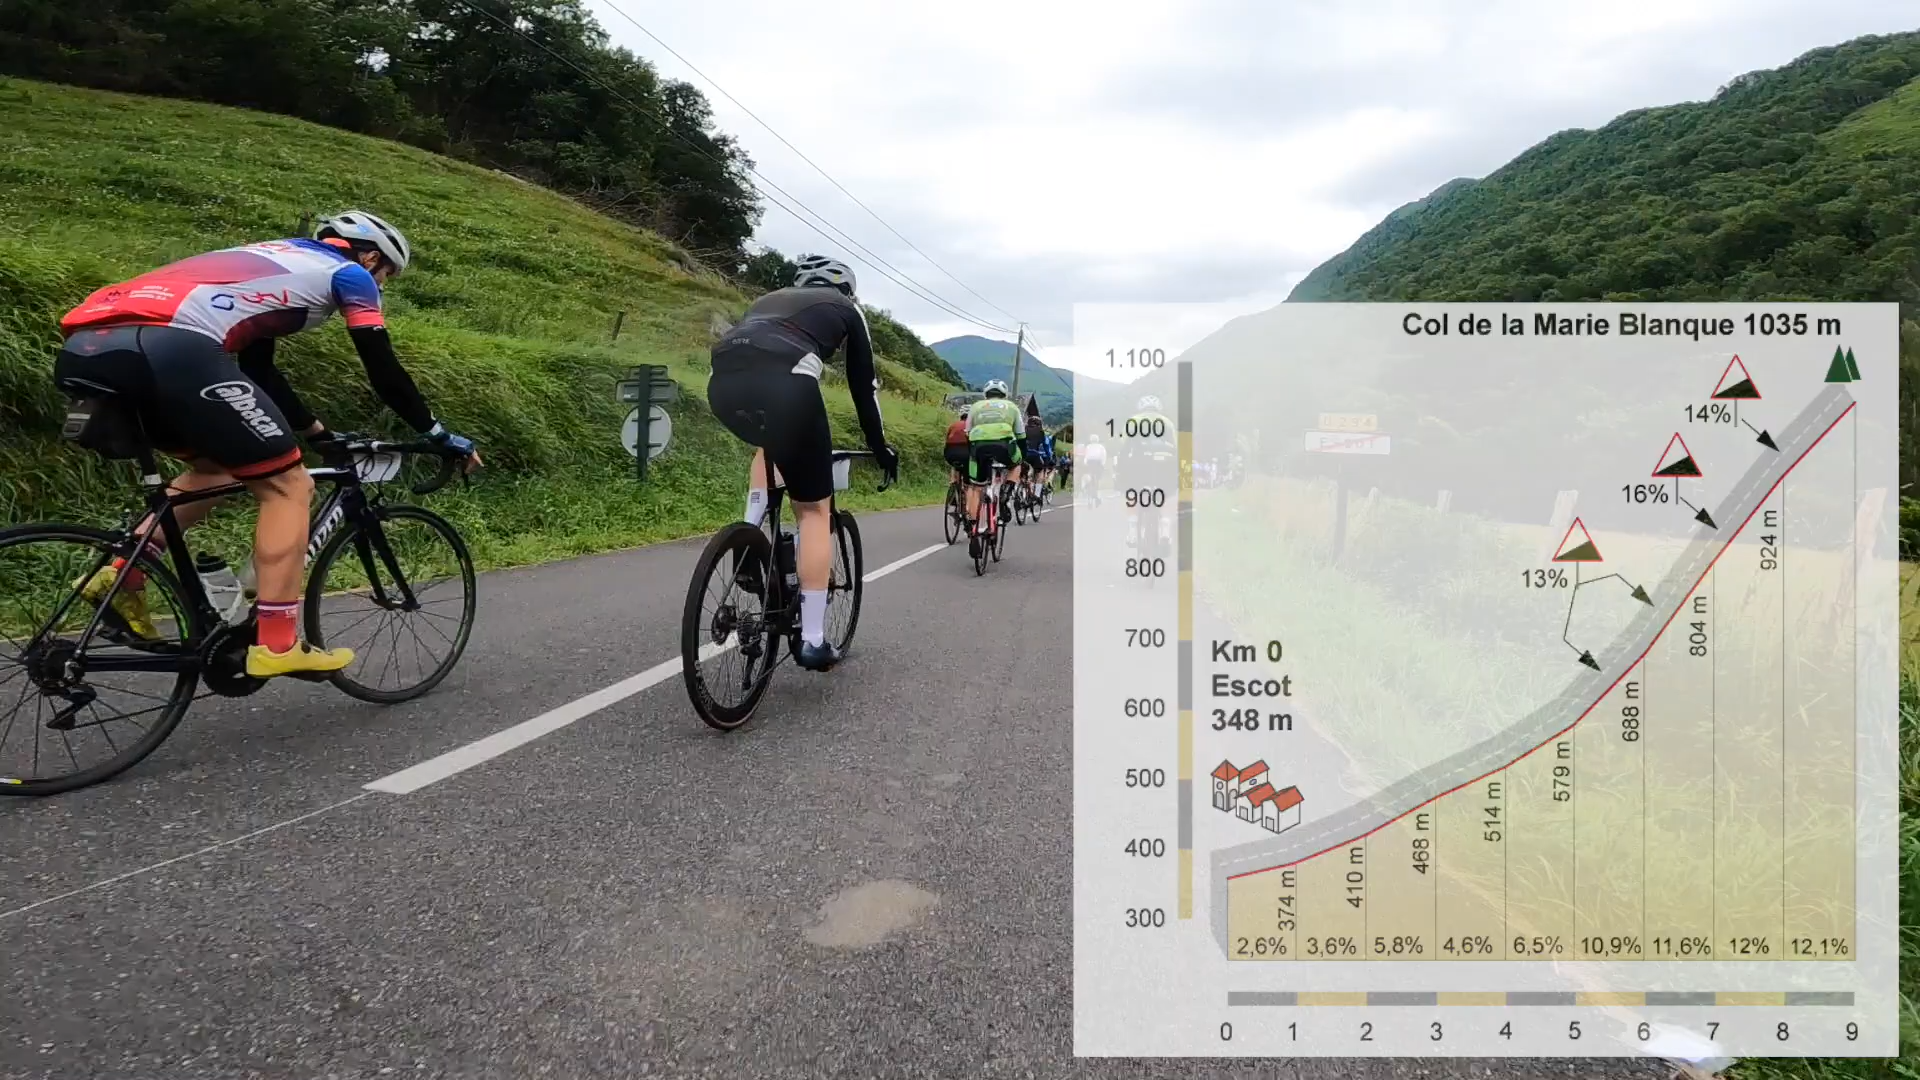 alpacar
D 294
Escot
Col de la Marie Blanque 1035 m
1.100
1.000
900
800
700
600
500
400
300
14%
16%
13%
Km 0
Escot
348 m
374 m
410 m
468 m
514 m
579 m
688 m
804 m
924 m
2,6% 3,6% 5,8% 4,6% 6,5% 10,9% 11,6% 12% 12,1%
0 1 2 3 4 5 6 7 8 9